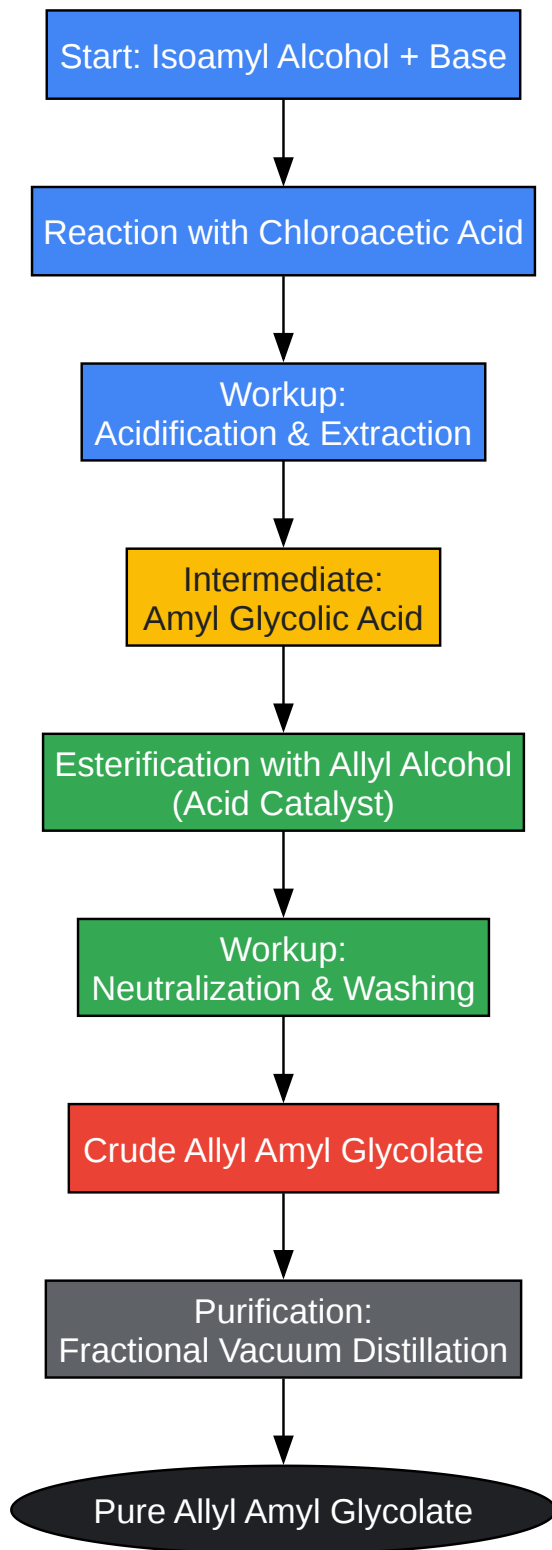 Start: Isoamyl Alcohol + Base
Reaction with Chloroacetic Acid
Workup:
Acidification & Extraction
Intermediate:
Amyl Glycolic Acid
Esterification with Allyl Alcohol
(Acid Catalyst)
Workup:
Neutralization & Washing
Crude Allyl Amyl Glycolate
Purification:
Fractional Vacuum Distillation
Pure Allyl Amyl Glycolate